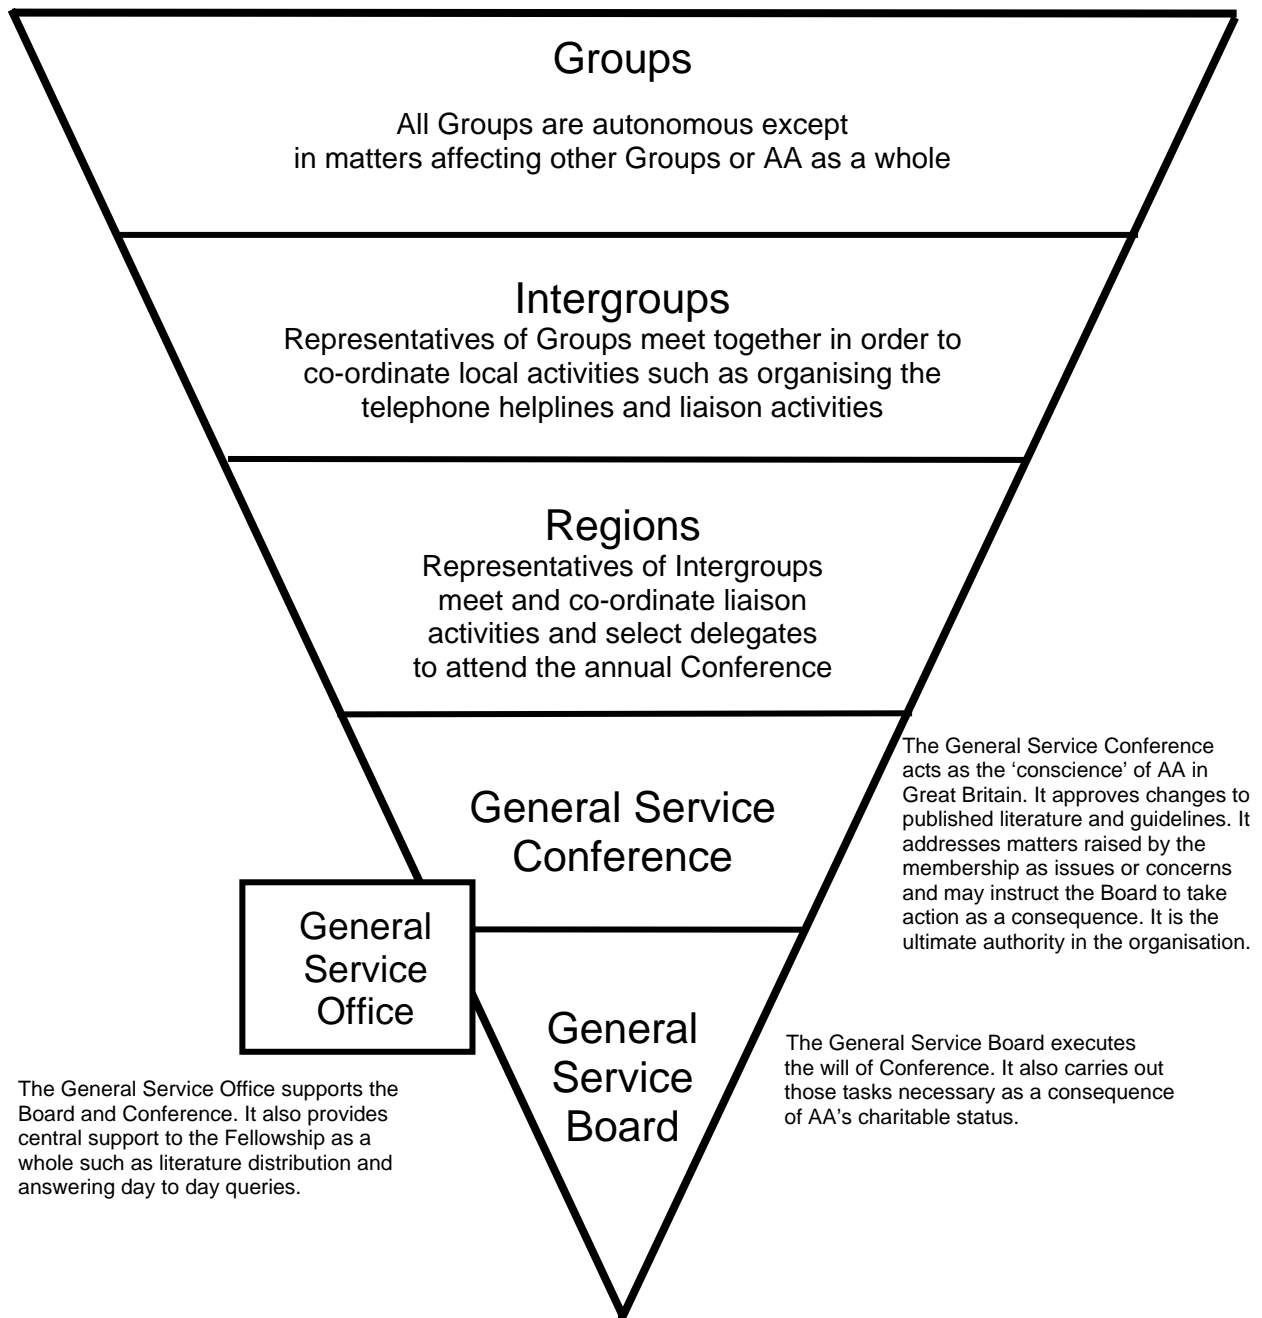 Groups
All Groups are autonomous except
in matters affecting other Groups or AA as a whole
Intergroups
Representatives of Groups meet together in order to
co-ordinate local activities such as organising the
telephone helplines and liaison activities
Regions
Representatives of Intergroups
meet and co-ordinate liaison
activities and select delegates
to attend the annual Conference
General Service
Conference
The General Service Conference
acts as the ‘conscience’ of AA in
Great Britain. It approves changes to
published literature and guidelines. It
addresses matters raised by the
membership as issues or concerns
and may instruct the Board to take
action as a consequence. It is the
ultimate authority in the organisation.
General
Service
Office
The General Service Office supports the
Board and Conference. It also provides
central support to the Fellowship as a
whole such as literature distribution and
answering day to day queries.
General
Service
Board
The General Service Board executes
the will of Conference. It also carries out
those tasks necessary as a consequence
of AA’s charitable status.